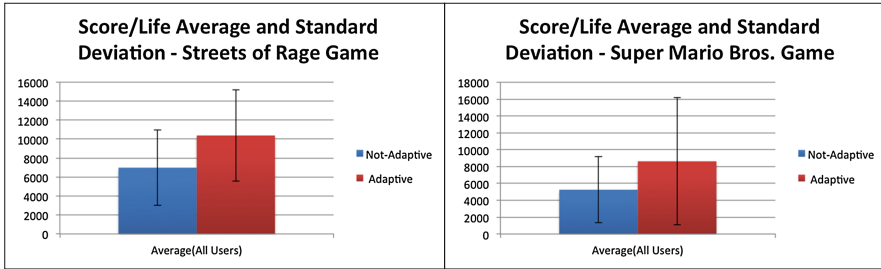 Score/Life Average and Standard
Deviation - Streets of Rage Game
16000
14000
12000
10000
8000
6000
4000
2000
0
Average(All Users)
Not-Adaptive
Adaptive
Score/Life Average and Standard
Deviation - Super Mario Bros. Game
18000
16000
14000
12000
10000
8000
6000
4000
2000
0
Average(All Users)
Not-Adaptive
Adaptive